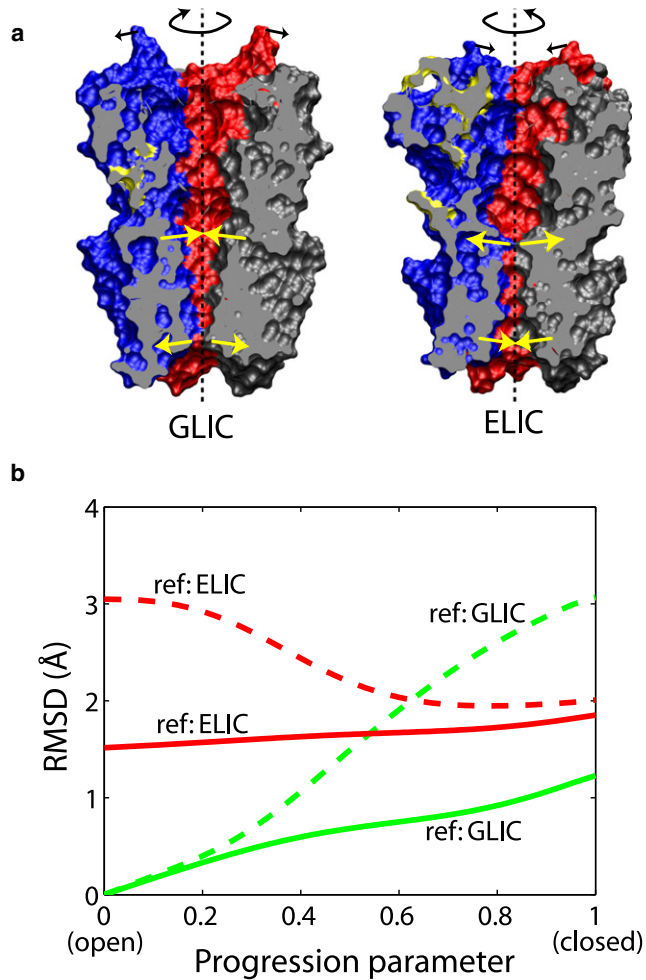 a
GLIC
ELIC
b
4
3
2
1
0
RMSD (Å)
ref: ELIC
ref: GLIC
ref: ELIC
ref: GLIC
0
0.2
0.4
0.6
0.8
1
(open)
(closed)
Progression parameter